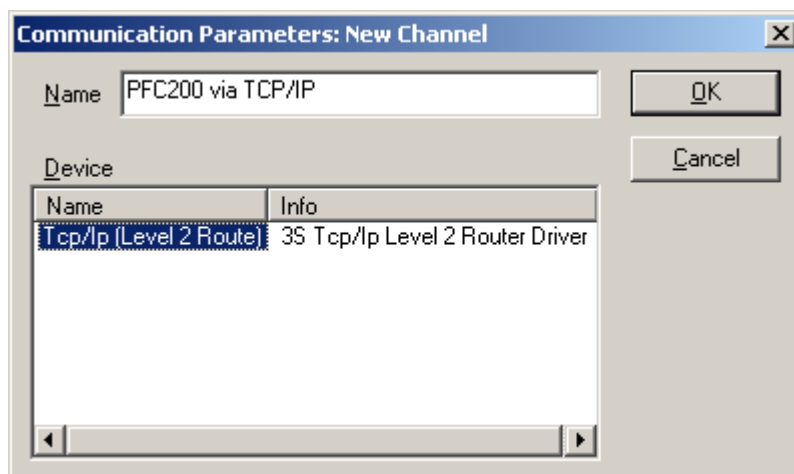 Communication Parameters: New Channel
Name PFC200 via TCP/IP OK
Cancel
Device
Name Info
Tcp/Ip (Level 2 Route) 3S Tcp/Ip Level 2 Router Driver